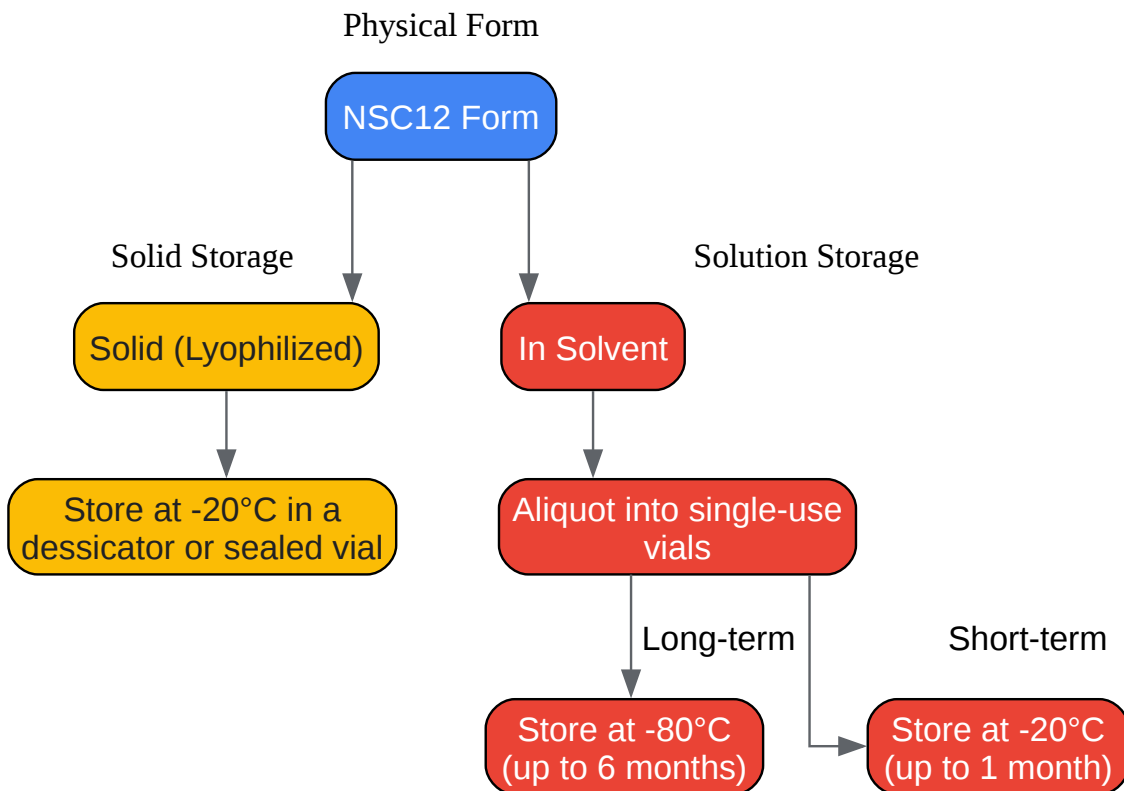 Physical Form
NSC12 Form
Solid Storage
Solution Storage
Solid (Lyophilized)
In Solvent
Store at -20°C in a
dessicator or sealed vial
Aliquot into single-use
vials
Long-term
Short-term
Store at -80°C
(up to 6 months)
Store at -20°C
(up to 1 month)